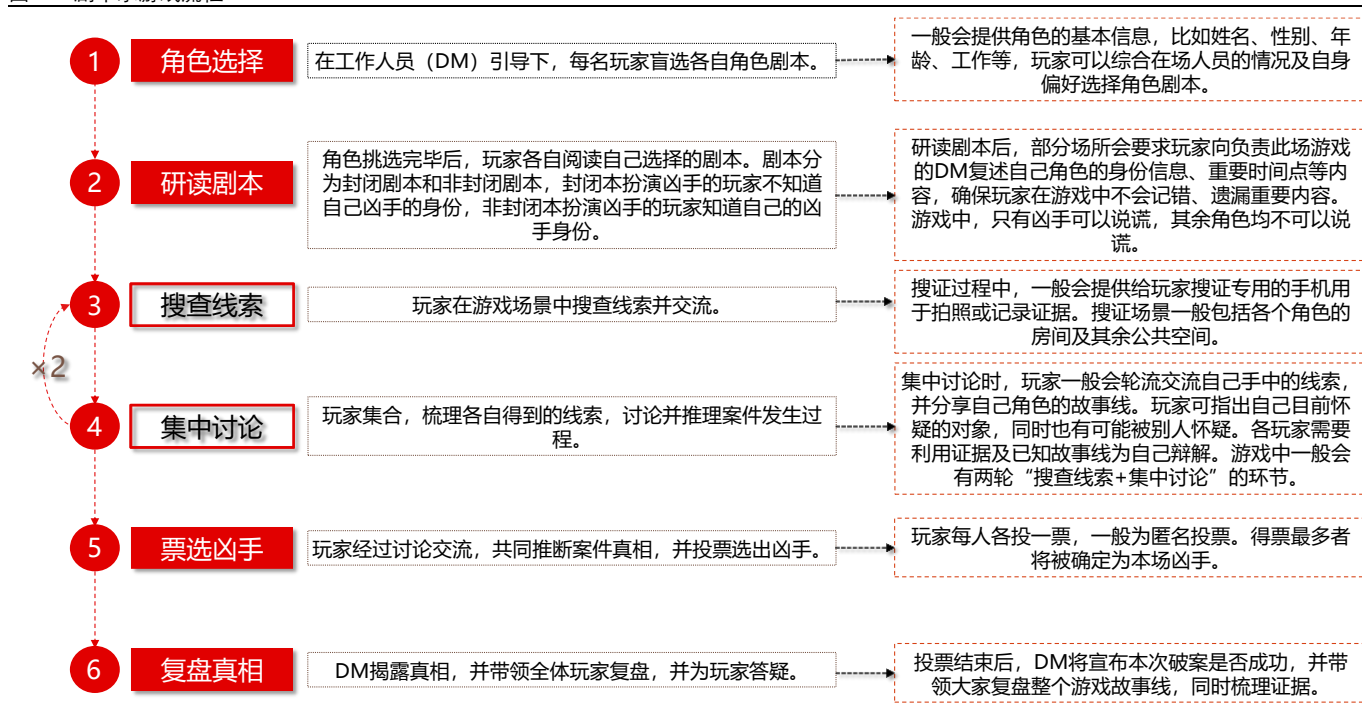 1
角色选择
在工作人员（DM）引导下，每名玩家盲选各自角色剧本。
一般会提供角色的基本信息，比如姓名、性别、年
龄、工作等，玩家可以综合在场人员的情况及自身
偏好选择角色剧本。
2
研读剧本
角色挑选完毕后，玩家各自阅读自己选择的剧本。剧本分
为封闭剧本和非封闭剧本，封闭本扮演凶手的玩家不知道
自己凶手的身份，非封闭本扮演凶手的玩家知道自己的凶
手身份。
研读剧本后，部分场所会要求玩家向负责此场游戏
的DM复述自己角色的身份信息、重要时间点等内
容，确保玩家在游戏中不会记错、遗漏重要内容。
游戏中，只有凶手可以说谎，其余角色均不可以说
谎。
3
搜查线索
玩家在游戏场景中搜查线索并交流。
搜证过程中，一般会提供给玩家搜证专用的手机用
于拍照或记录证据。搜证场景一般包括各个角色的
房间及其余公共空间。
×2
4
集中讨论
玩家集合，梳理各自得到的线索，讨论并推理案件发生过
程。
集中讨论时，玩家一般会轮流交流自己手中的线索，
并分享自己角色的故事线。玩家可指出自己目前怀
疑的对象，同时也有可能被别人怀疑。各玩家需要
利用证据及已知故事线为自己辩解。游戏中一般会
有两轮“搜查线索+集中讨论”的环节。
5
票选凶手
玩家经过讨论交流，共同推断案件真相，并投票选出凶手。
玩家每人各投一票，一般为匿名投票。得票最多者
将被确定为本场凶手。
6
复盘真相
DM揭露真相，并带领全体玩家复盘，并为玩家答疑。
投票结束后，DM将宣布本次破案是否成功，并带
领大家复盘整个游戏故事线，同时梳理证据。